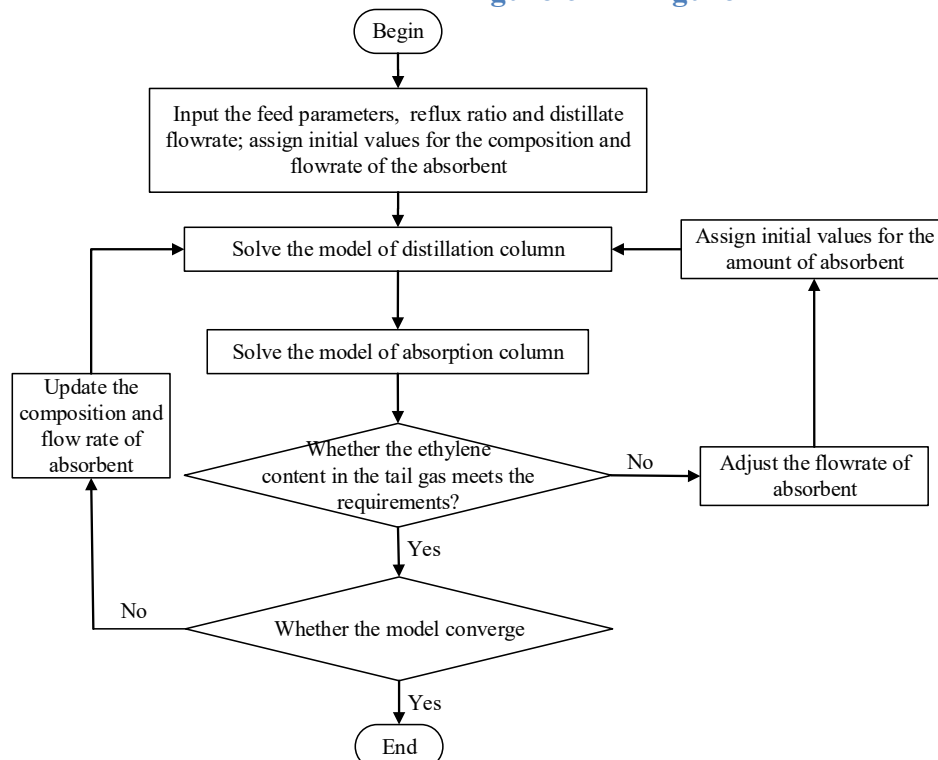 Begin
Input the feed parameters, reflux ratio and distillate
flowrate; assign initial values for the composition and
flowrate of the absorbent
Solve the model of distillation column
Assign initial values for the
amount of absorbent
Solve the model of absorption column
Update the
composition and
flow rate of
absorbent
Whether the ethylene
content in the tail gas meets the
requirements?
No
Adjust the flowrate of
absorbent
Yes
No
Whether the model converge
Yes
End